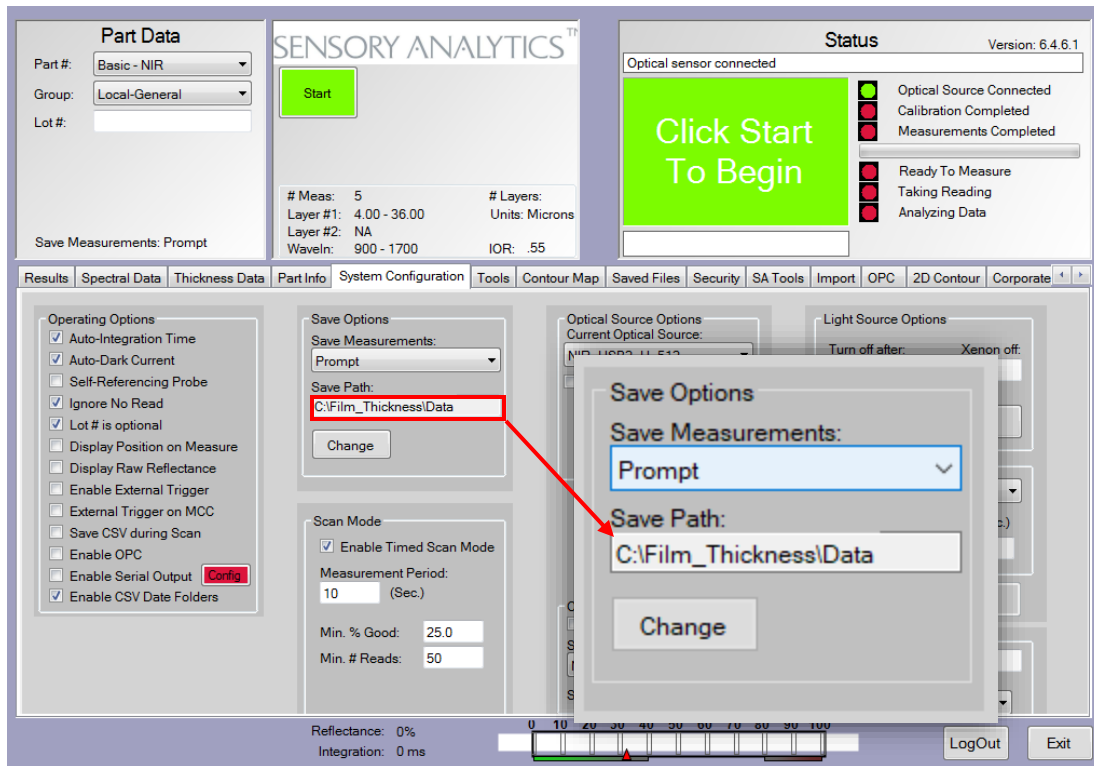 Part Data
Part #: Basic - NIR
Group: Local-General
Lot #:
Save Measurements: Prompt
SENSORY ANALYTICS™
Start
# Meas: 5 # Layers:
Layer #1: 4.00 - 36.00 Units: Microns
Layer #2: NA
Waveln: 900 - 1700 IOR: .55
Status Version: 6.4.6.1
Optical sensor connected
Click Start
To Begin
Optical Source Connected
Calibration Completed
Measurements Completed
Ready To Measure
Taking Reading
Analyzing Data
Results Spectral Data Thickness Data Part Info System Configuration Tools Contour Map Saved Files Security SA Tools Import OPC 2D Contour Corporate
Operating Options
Auto-Integration Time
Auto-Dark Current
Self-Referencing Probe
Ignore No Read
Lot # is optional
Display Position on Measure
Display Raw Reflectance
Enable External Trigger
External Trigger on MCC
Save CSV during Scan
Enable OPC
Enable Serial Output Config
Enable CSV Date Folders
Save Options
Save Measurements:
Prompt
Save Path:
C:\Film_Thickness\Data
Change
Scan Mode
Enable Timed Scan Mode
Measurement Period:
10 (Sec.)
Min. % Good: 25.0
Min. # Reads: 50
Optical Source Options
Current Optical Source:
Light Source Options
Turn off after: Xenon off:
Save Options
Save Measurements:
Prompt
Save Path:
C:\Film_Thickness\Data
Change
Reflectance: 0%
Integration: 0 ms
0 10 20 30 40 50 60 70 80 90 100
LogOut
Exit